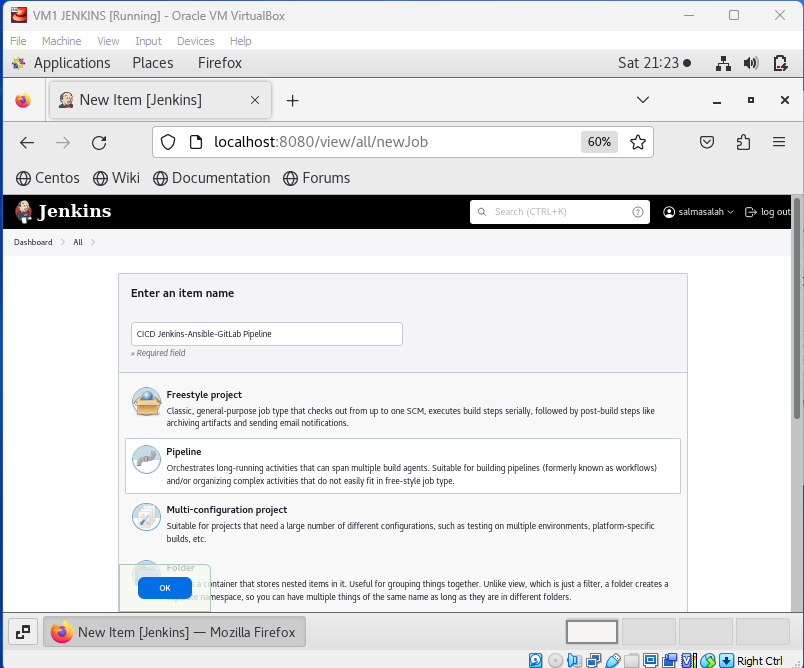 VM1 JENKINS [Running] - Oracle VM VirtualBox
File Machine View Input Devices Help
Applications Places Firefox Sat 21:23
New Item [Jenkins]
localhost:8080/view/all/newJob 60%
Centos Wiki Documentation Forums
Jenkins Search (CTRL+K) salmasalah log out
Dashboard All
Enter an item name
CICD Jenkins-Ansible-GitLab Pipeline
» Required field
Freestyle project
Classic, general-purpose job type that checks out from up to one SCM, executes build steps serially, followed by post-build steps like
archiving artifacts and sending email notifications.
Pipeline
Orchestrates long-running activities that can span multiple build agents. Suitable for building pipelines (formerly known as workflows)
and/or organizing complex activities that do not easily fit in free-style job type.
Multi-configuration project
Suitable for projects that need a large number of different configurations, such as testing on multiple environments, platform-specific
builds, etc.
Folder
a container that stores nested items in it. Useful for grouping things together. Unlike view, which is just a filter, a folder creates a
OK
namespace, so you can have multiple things of the same name as long as they are in different folders.
New Item [Jenkins] — Mozilla Firefox
Right Ctrl